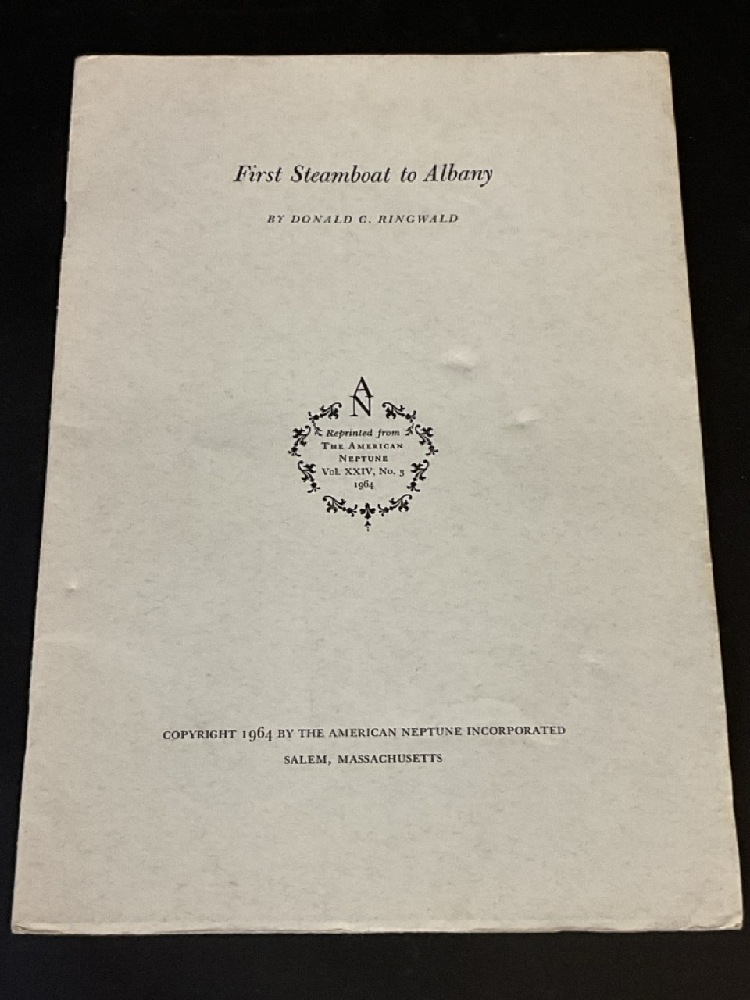 First Steamboat to Albany
BY DONALD C. RINGWALD
A
N
Reprinted from
THE AMERICAN
NEPTUNE
Vol. XXIV, No. 3
1964
COPYRIGHT 1964 BY THE AMERICAN NEPTUNE INCORPORATED
SALEM, MASSACHUSETTS